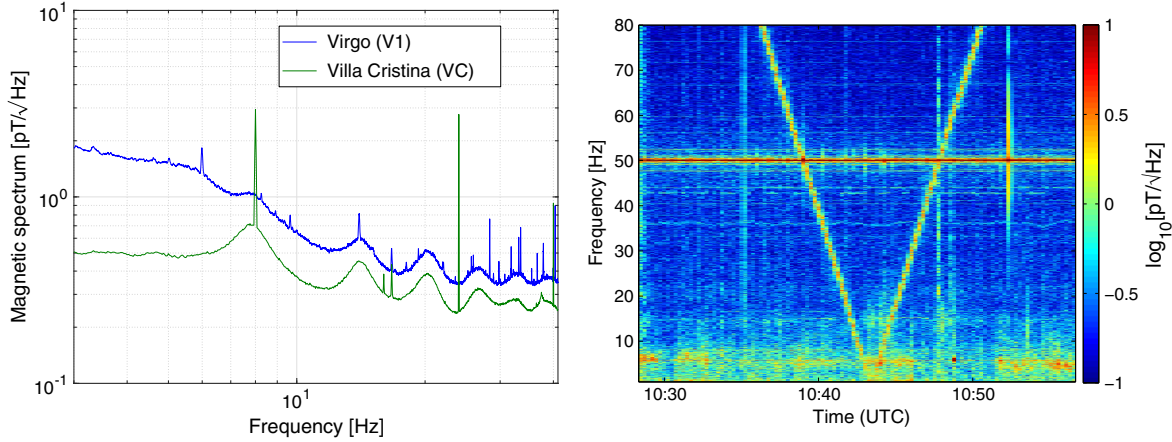 Virgo (V1)
Villa Cristina (VC)
Magnetic spectrum [pT/√Hz]
10^1
10^0
10^-1
10^1
Frequency [Hz]
80
70
60
50
40
30
20
10
Frequency [Hz]
10:30
10:40
10:50
Time (UTC)
1
0.5
0
−0.5
−1
log_10[pT/√Hz]